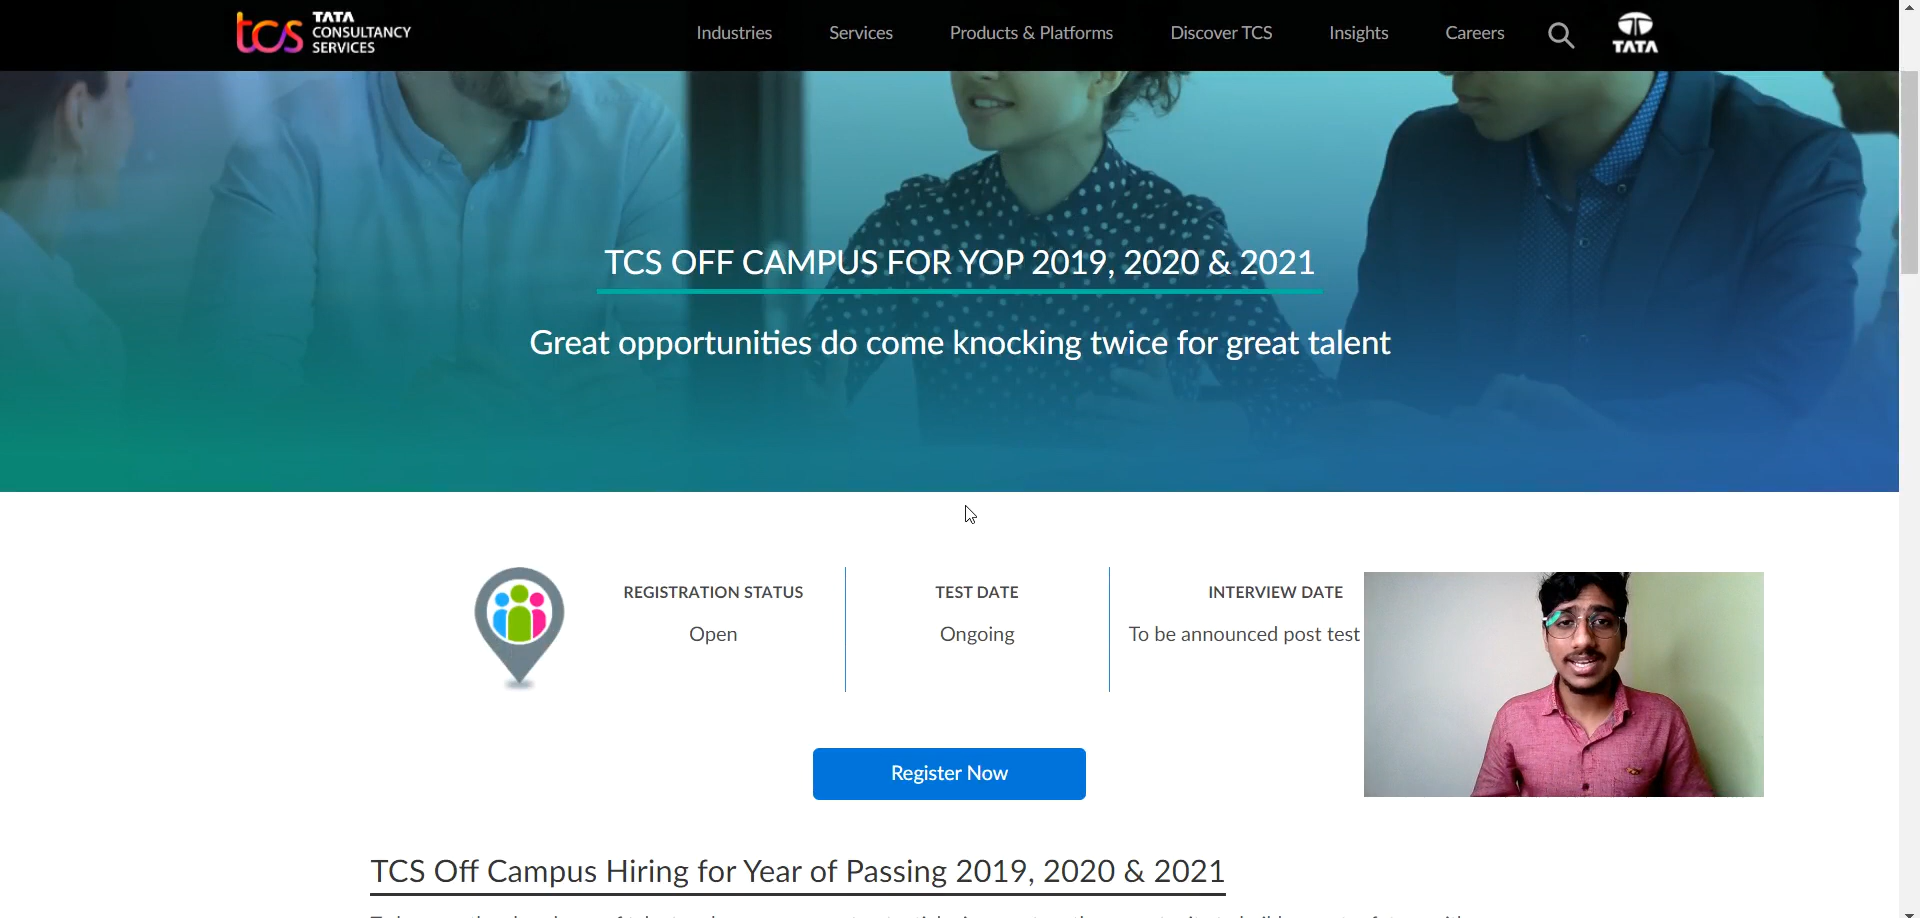 tcs TATA
CONSULTANCY
SERVICES
Industries
Services
Products & Platforms
Discover TCS
Insights
Careers
TATA
TCS OFF CAMPUS FOR YOP 2019, 2020 & 2021
Great opportunities do come knocking twice for great talent
REGISTRATION STATUS
Open
TEST DATE
Ongoing
INTERVIEW DATE
To be announced post test
Register Now
TCS Off Campus Hiring for Year of Passing 2019, 2020 & 2021